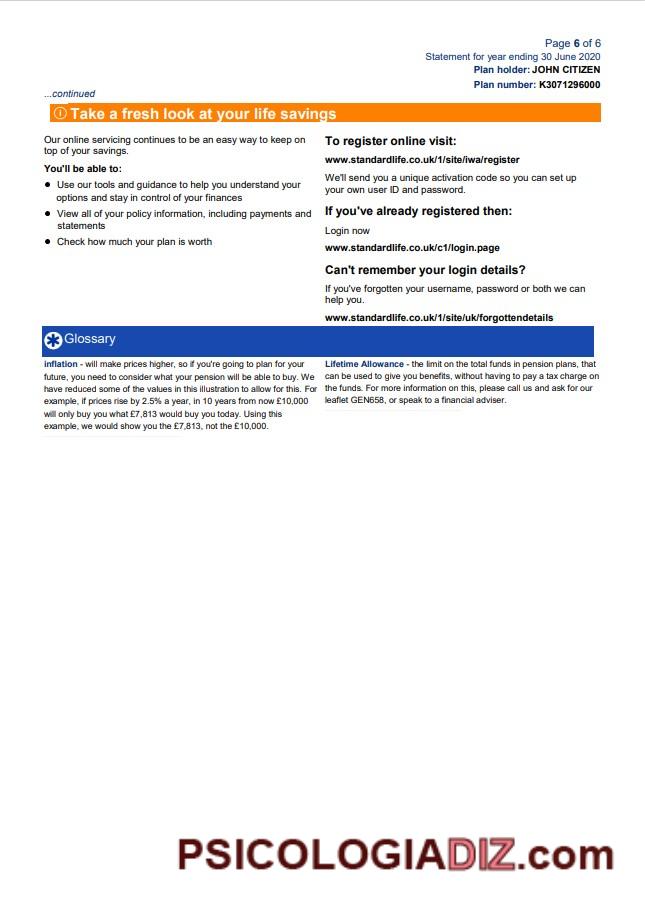 Page 6 of 6
Statement for year ending 30 June 2020
Plan holder: JOHN CITIZEN
Plan number: K3071296000
...continued
Take a fresh look at your life savings
Our online servicing continues to be an easy way to keep on
top of your savings.
You'll be able to:
● Use our tools and guidance to help you understand your
options and stay in control of your finances
● View all of your policy information, including payments and
statements
● Check how much your plan is worth
To register online visit:
www.standardlife.co.uk/1/site/iwa/register
We'll send you a unique activation code so you can set up
your own user ID and password.
If you've already registered then:
Login now
www.standardlife.co.uk/c1/login.page
Can't remember your login details?
If you've forgotten your username, password or both we can
help you.
www.standardlife.co.uk/1/site/uk/forgottendetails
Glossary
inflation - will make prices higher, so if you're going to plan for your
future, you need to consider what your pension will be able to buy. We
have reduced some of the values in this illustration to allow for this. For
example, if prices rise by 2.5% a year, in 10 years from now £10,000
will only buy you what £7,813 would buy you today. Using this
example, we would show you the £7,813, not the £10,000.
Lifetime Allowance - the limit on the total funds in pension plans, that
can be used to give you benefits, without having to pay a tax charge on
the funds. For more information on this, please call us and ask for our
leaflet GEN658, or speak to a financial adviser.
PSICOLOGIADIZ.com